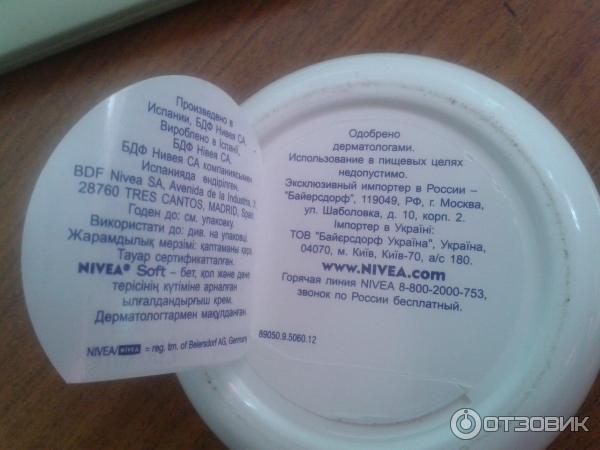 Произведено в
Испании, БДФ Нивея СА.
Вироблено в Іспанії,
БДФ Нівея СА.
БДФ Нивея СА компаниясымен
Испанияда өндірілген.
BDF Nivea SA, Avenida de la Industria,
28760 TRES CANTOS, MADRID, Spain
Годен до: см. упаковку.
Використати до: див. на упаковці.
Жарамдылық мерзімі: қаптаманы
Тауар сертификатталған.
NIVEA® Soft – бет, қол және дене
терісінің күтіміне арналған
ылғалдандырғыш крем.
Дерматологтармен мақұлданған.
NIVEA/NIVEA = reg. tm. of Beiersdorf AG, Germany
Одобрено
дерматологами.
Использование в пищевых целях
недопустимо.
Эксклюзивный импортер в России –
"Байерсдорф", 119049, РФ, г. Москва,
ул. Шаболовка, д. 10, корп. 2.
Імпортер в Україні:
ТОВ "Байєрсдорф Україна", Україна,
04070, м. Київ, Київ-70, а/с 180.
www.NIVEA.com
Горячая линия NIVEA 8-800-2000-753,
звонок по России бесплатный.
89050.9.5060.12
ОТЗОВИК